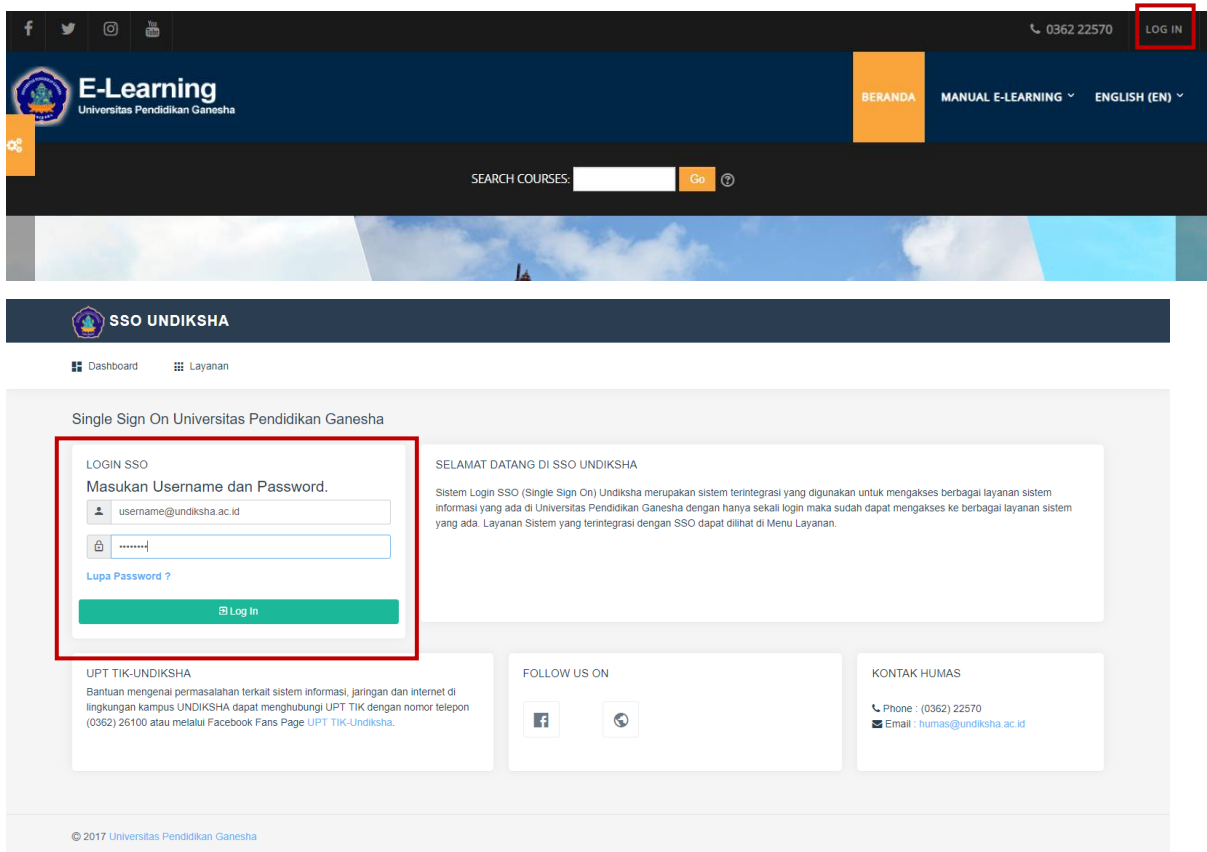 You Tube
0362 22570
LOG IN
E-Learning
Universitas Pendidikan Ganesha
BERANDA
MANUAL E-LEARNING
ENGLISH (EN)
SEARCH COURSES:
Go
SSO UNDIKSHA
Dashboard
Layanan
Single Sign On Universitas Pendidikan Ganesha
LOGIN SSO
Masukan Username dan Password.
username@undiksha.ac.id
Lupa Password ?
Log In
SELAMAT DATANG DI SSO UNDIKSHA
Sistem Login SSO (Single Sign On) Undiksha merupakan sistem terintegrasi yang digunakan untuk mengakses berbagai layanan sistem
informasi yang ada di Universitas Pendidikan Ganesha dengan hanya sekali login maka sudah dapat mengakses ke berbagai layanan sistem
yang ada. Layanan Sistem yang terintegrasi dengan SSO dapat dilihat di Menu Layanan.
UPT TIK-UNDIKSHA
Bantuan mengenai permasalahan terkait sistem informasi, jaringan dan internet di
lingkungan kampus UNDIKSHA dapat menghubungi UPT TIK dengan nomor telepon
(0362) 26100 atau melalui Facebook Fans Page UPT TIK-Undiksha.
FOLLOW US ON
KONTAK HUMAS
Phone : (0362) 22570
Email : humas@undiksha.ac.id
© 2017 Universitas Pendidikan Ganesha